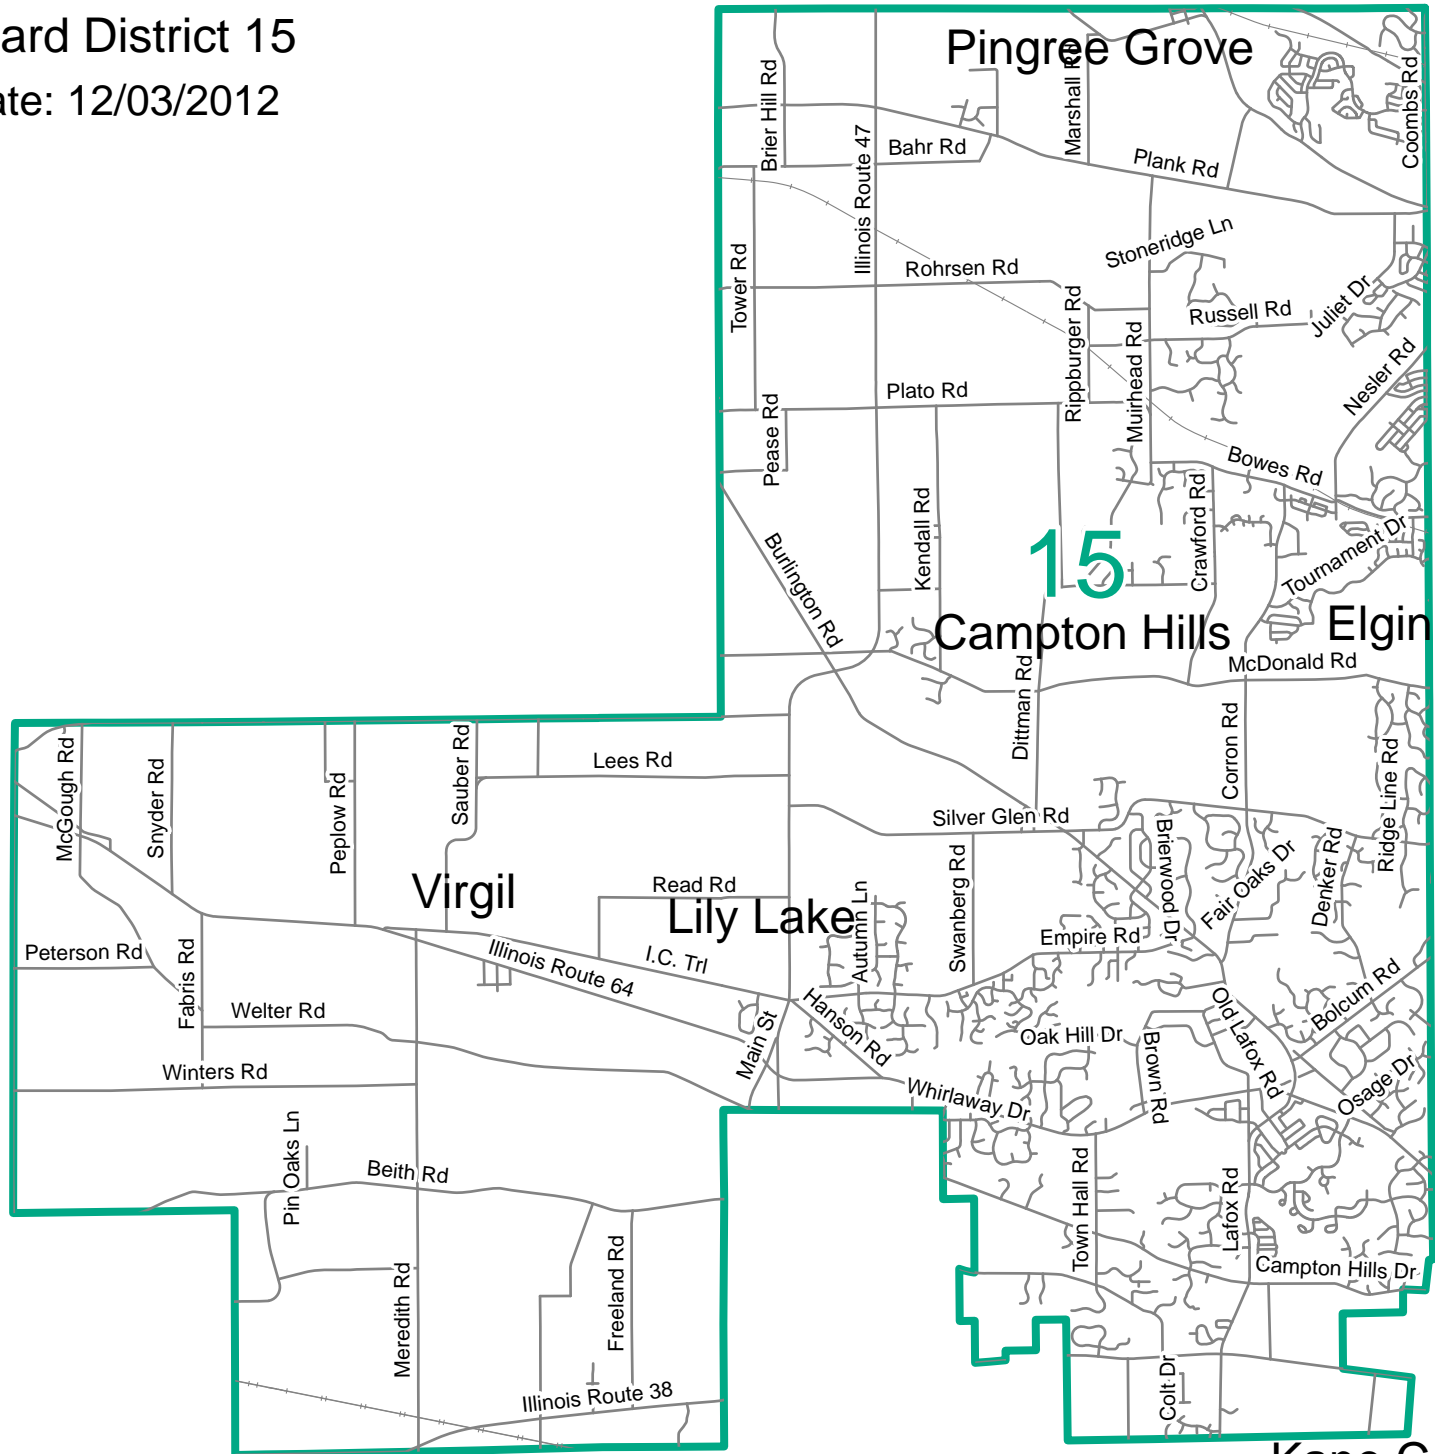 ard District 15
ate: 12/03/2012
Pingree Grove
Brier Hill Rd
Marshall Rd
Coombs Rd
Illinois Route 47
Bahr Rd
Plank Rd
Stoneridge Ln
Tower Rd
Rohrsen Rd
Rippburger Rd
Russell Rd
Juliet Dr
Muirhead Rd
Nesler Rd
Plato Rd
Pease Rd
Bowes Rd
Kendall Rd
Crawford Rd
Burlington Rd
15
Tournament Dr
Campton Hills
Elgin
McDonald Rd
Dittman Rd
Corron Rd
McGough Rd
Snyder Rd
Peplow Rd
Sauber Rd
Lees Rd
Ridge Line Rd
Silver Glen Rd
Swanberg Rd
Brierwood Dr
Fair Oaks Dr
Denker Rd
Virgil
Read Rd
Lily Lake
Autumn Ln
Empire Rd
Peterson Rd
Fabris Rd
Illinois Route 64
I.C. Trl
Welter Rd
Main St
Hanson Rd
Oak Hill Dr
Old Lafox Rd
Bolcum Rd
Winters Rd
Whirlaway Dr
Brown Rd
Osage Dr
Pin Oaks Ln
Beith Rd
Town Hall Rd
Lafox Rd
Meredith Rd
Freeland Rd
Campton Hills Dr
Illinois Route 38
Colt Dr